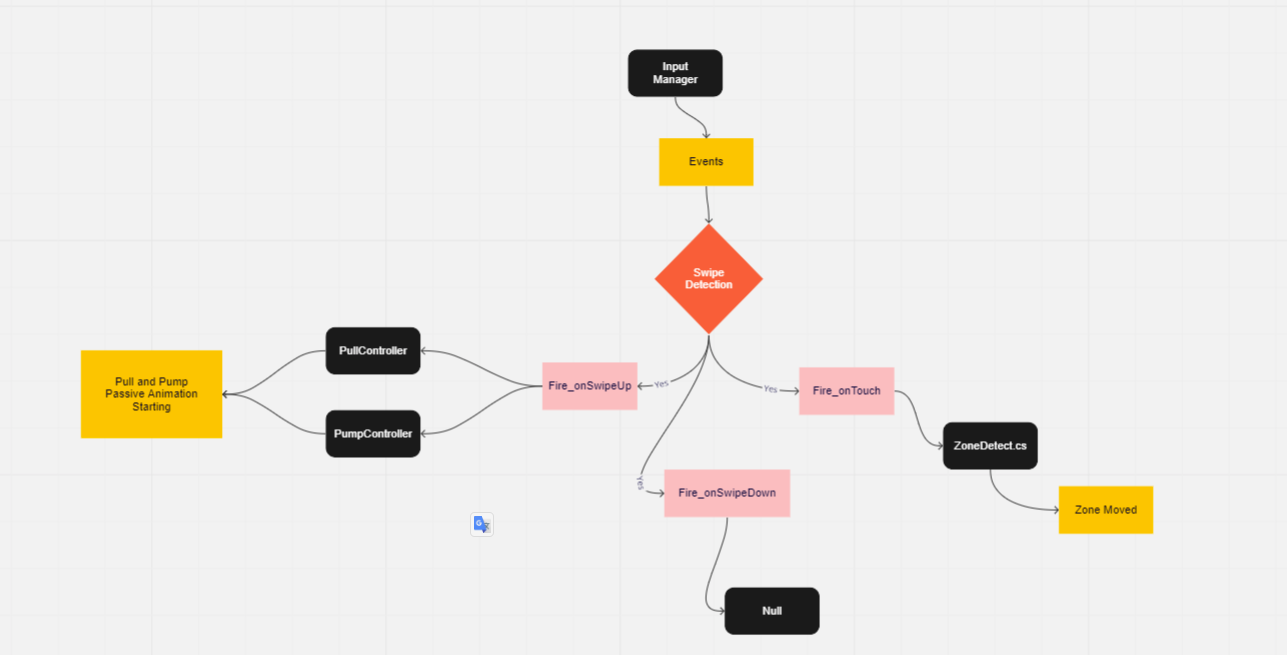 Input
Manager
Events
Swipe
Detection
PullController
Pull and Pump
Passive Animation
Starting
Fire_onSwipeUp
Yes
Yes
Fire_onTouch
PumpController
ZoneDetect.cs
Yes
Fire_onSwipeDown
Zone Moved
G
Null